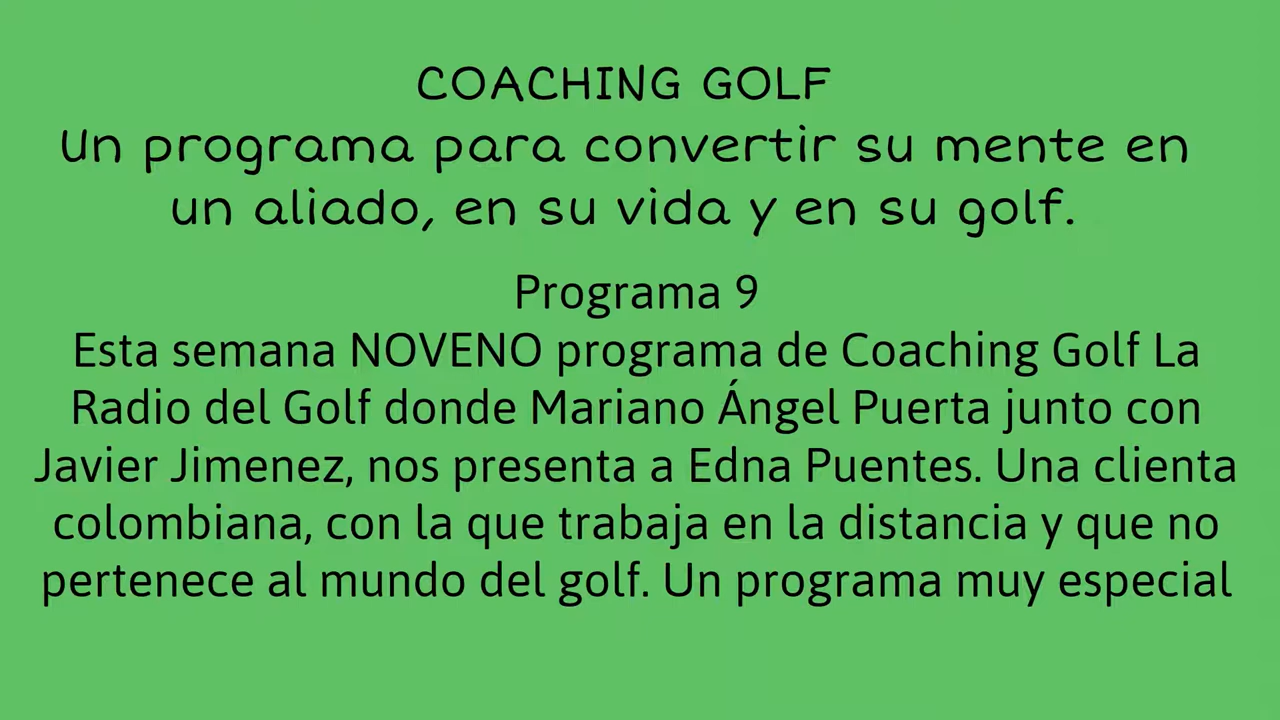 COACHING GOLF
Un programa para convertir su mente en
un aliado, en su vida y en su golf.
Programa 9
Esta semana NOVENO programa de Coaching Golf La
Radio del Golf donde Mariano Ángel Puerta junto con
Javier Jimenez, nos presenta a Edna Puentes. Una clienta
colombiana, con la que trabaja en la distancia y que no
pertenece al mundo del golf. Un programa muy especial